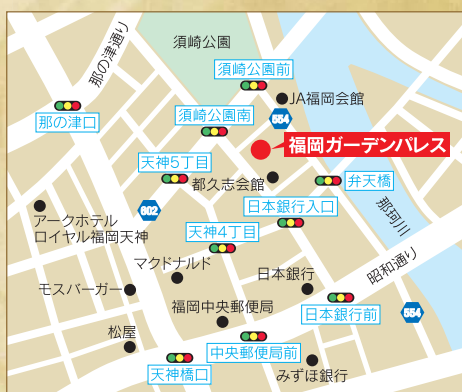 那の津通り
須崎公園
須崎公園前
那の津口
JA福岡会館
須崎公園南
554
福岡ガーデンパレス
天神5丁目
都久志会館
弁天橋
アークホテル
ロイヤル福岡天神
602
日本銀行入口
那珂川
天神4丁目
昭和通り
マクドナルド
モスバーガー
日本銀行
福岡中央郵便局
日本銀行前
554
松屋
中央郵便局前
天神橋口
みずほ銀行